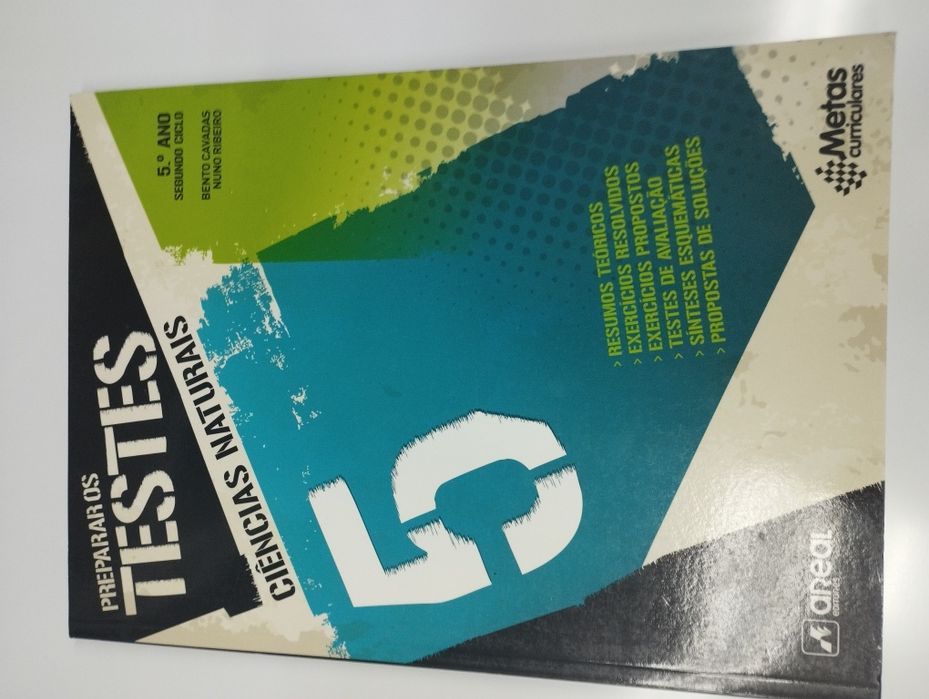 PREPARAR OS
TESTES
CIÊNCIAS NATURAIS
5.º ANO
SEGUNDO CICLO
BENTO CAVADAS
NUNO RIBEIRO
5
› RESUMOS TEÓRICOS
› EXERCÍCIOS RESOLVIDOS
› EXERCÍCIOS PROPOSTOS
› TESTES DE AVALIAÇÃO
› SÍNTESES ESQUEMÁTICAS
› PROPOSTAS DE SOLUÇÕES
areal
editores
Metas
curriculares